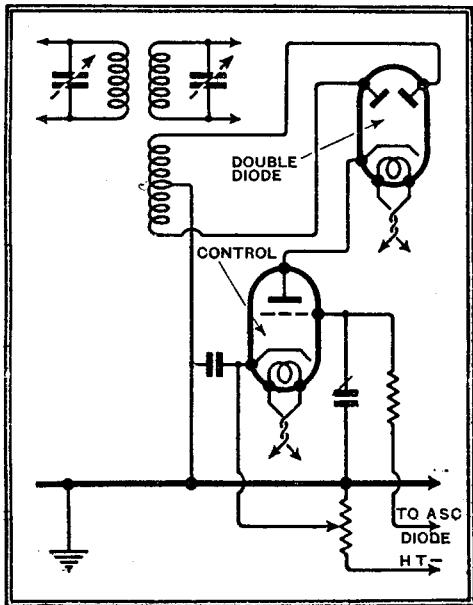 DOUBLE
DIODE
CONTROL
TO ASC
DIODE
HT-